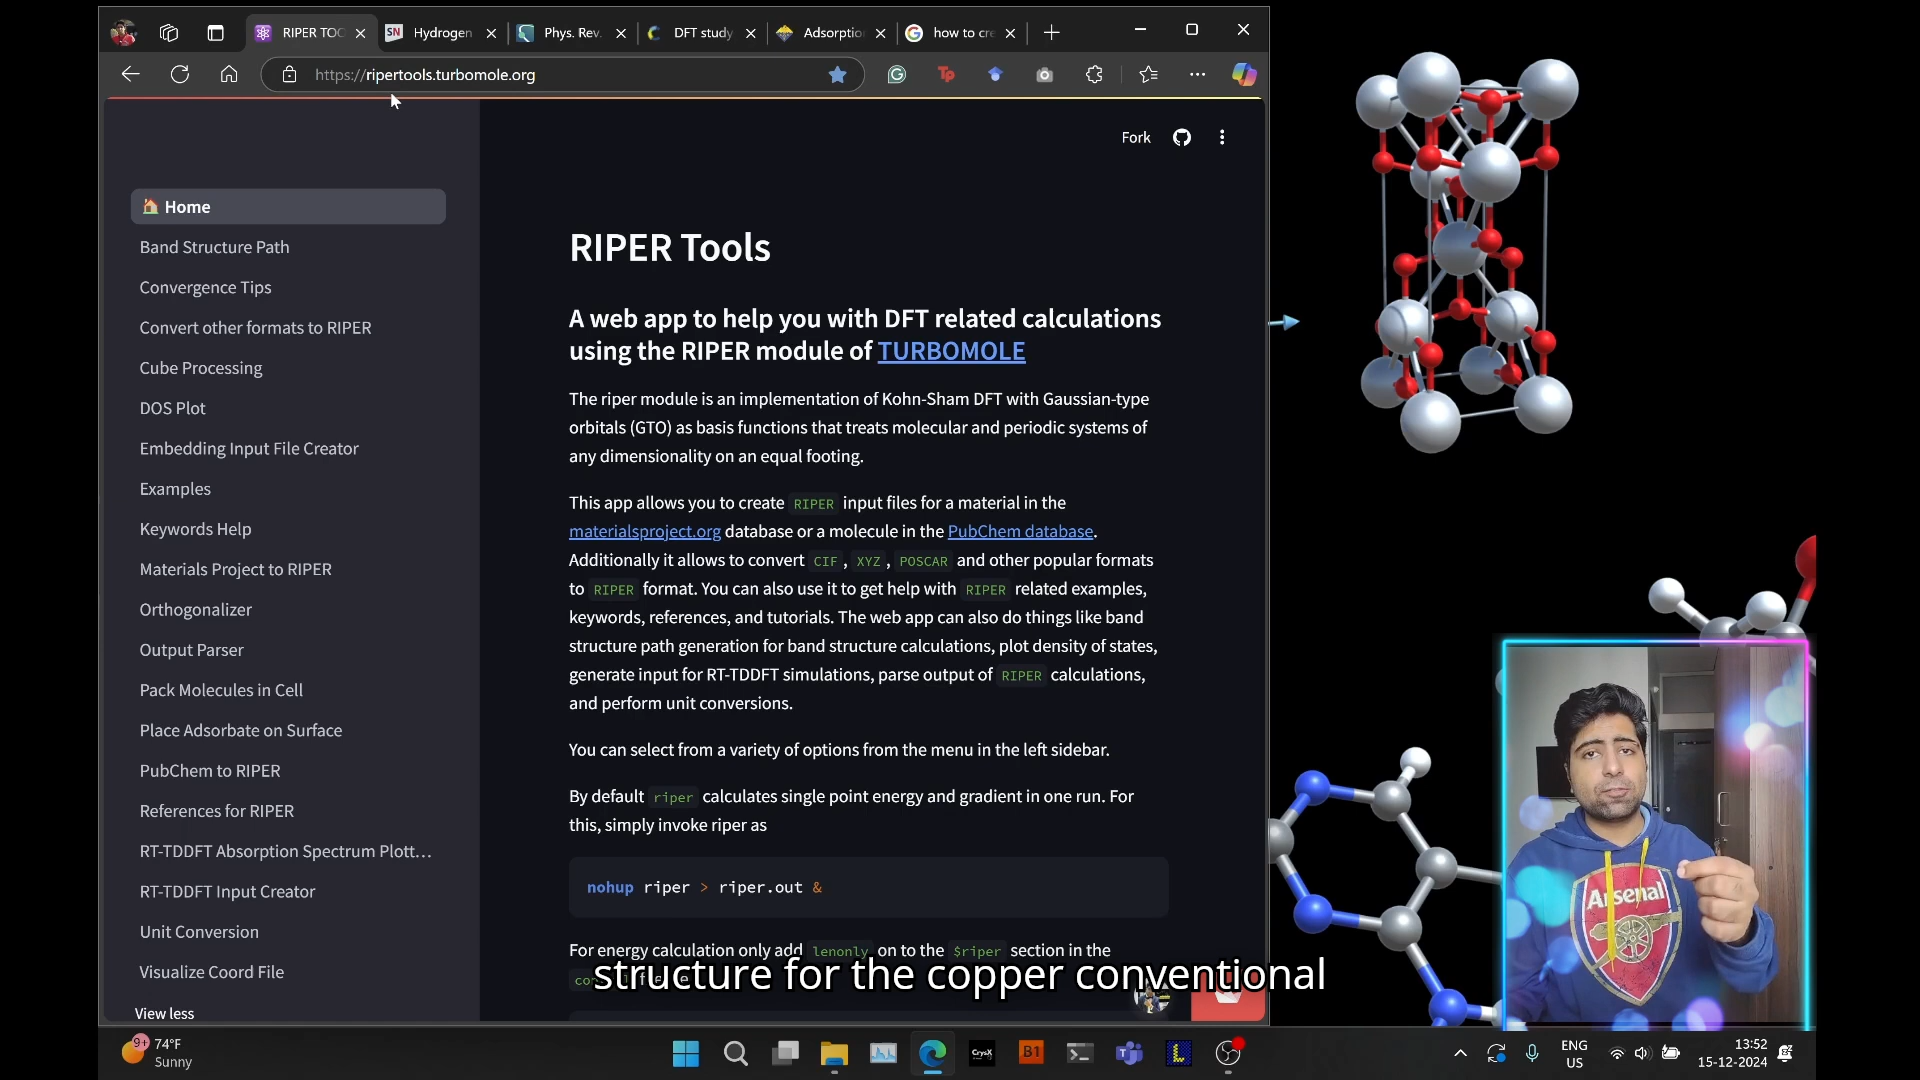 RIPER TOO
SN
Hydrogen
Phys. Rev.
DFT study
Adsorptio
how to cre
https://ripertools.turbomole.org
Tp
Fork
Home
Band Structure Path
Convergence Tips
Convert other formats to RIPER
Cube Processing
DOS Plot
Embedding Input File Creator
Examples
Keywords Help
Materials Project to RIPER
Orthogonalizer
Output Parser
Pack Molecules in Cell
Place Adsorbate on Surface
PubChem to RIPER
References for RIPER
RT-TDDFT Absorption Spectrum Plott...
RT-TDDFT Input Creator
Unit Conversion
Visualize Coord File
View less
RIPER Tools
A web app to help you with DFT related calculations
using the RIPER module of TURBOMOLE
The riper module is an implementation of Kohn-Sham DFT with Gaussian-type
orbitals (GTO) as basis functions that treats molecular and periodic systems of
any dimensionality on an equal footing.
This app allows you to create RIPER input files for a material in the
materialsproject.org database or a molecule in the PubChem database.
Additionally it allows to convert CIF, XYZ, POSCAR and other popular formats
to RIPER format. You can also use it to get help with RIPER related examples,
keywords, references, and tutorials. The web app can also do things like band
structure path generation for band structure calculations, plot density of states,
generate input for RT-TDDFT simulations, parse output of RIPER calculations,
and perform unit conversions.
You can select from a variety of options from the menu in the left sidebar.
By default riper calculates single point energy and gradient in one run. For
this, simply invoke riper as
nohup riper > riper.out &
For energy calculation only add lenonly on to the $riper section in the
structure for the copper conventional
Arsenal
9+
74°F
Sunny
CrysX
B1
L
ENG
US
13:52
15-12-2024